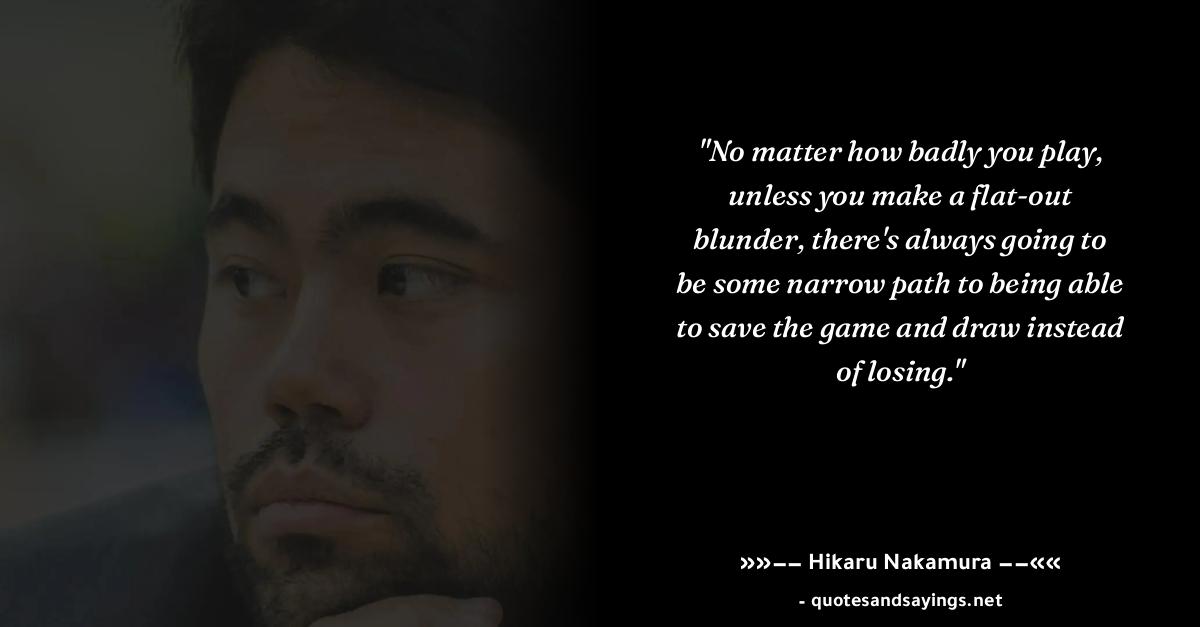 "No matter how badly you play,
unless you make a flat-out
blunder, there's always going to
be some narrow path to being able
to save the game and draw instead
of losing."
»»−− Hikaru Nakamura −−««
- quotesandsayings.net